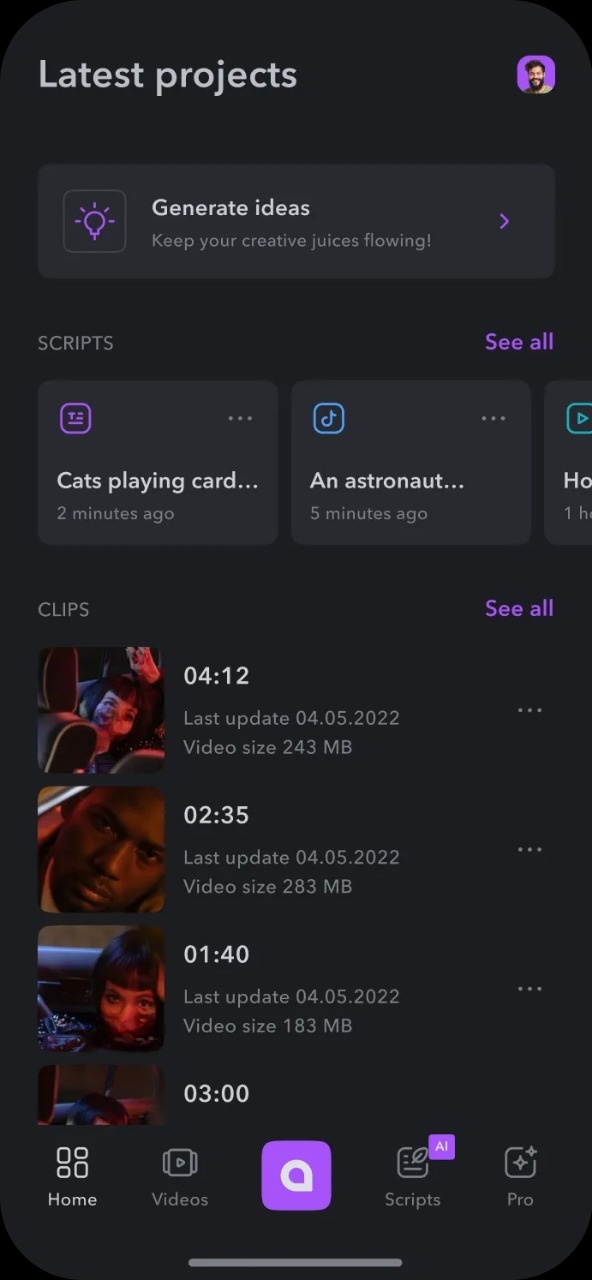 Latest projects
Generate ideas
Keep your creative juices flowing!
SCRIPTS
See all
Cats playing card...
2 minutes ago
An astronaut...
5 minutes ago
Ho
1 h
CLIPS
See all
04:12
Last update 04.05.2022
Video size 243 MB
02:35
Last update 04.05.2022
Video size 283 MB
01:40
Last update 04.05.2022
Video size 183 MB
03:00
Home
Videos
AI
Scripts
Pro